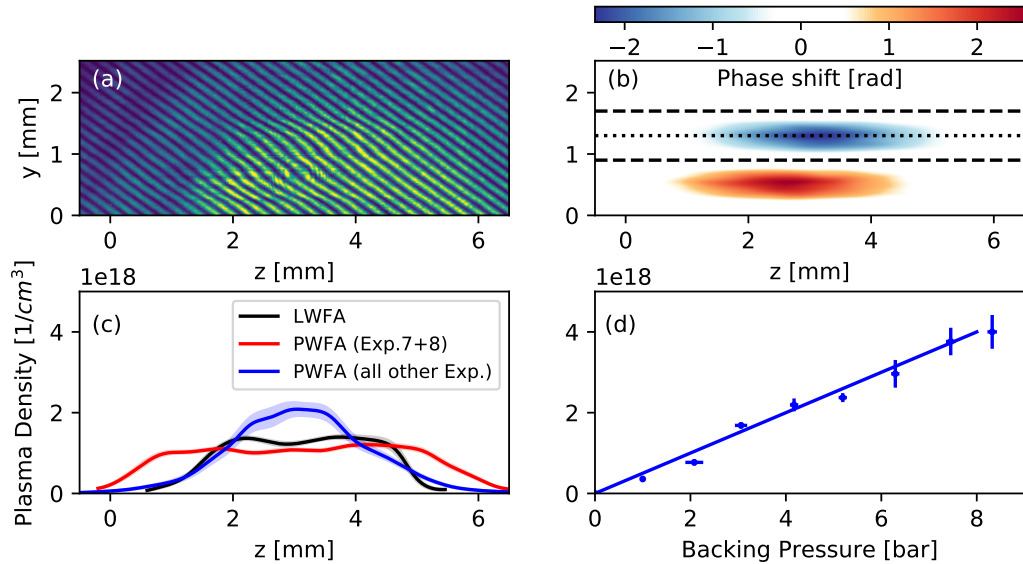 −2 −1 0 1 2
(a)
y [mm]
2
1
0
0 2 4 6
z [mm]
(b)
Phase shift [rad]
2
1
0
0 2 4 6
z [mm]
1e18
(c)
LWFA
PWFA (Exp.7+8)
PWFA (all other Exp.)
Plasma Density [1/cm³]
4
2
0
0 2 4 6
z [mm]
1e18
(d)
4
2
0
0 2 4 6 8
Backing Pressure [bar]